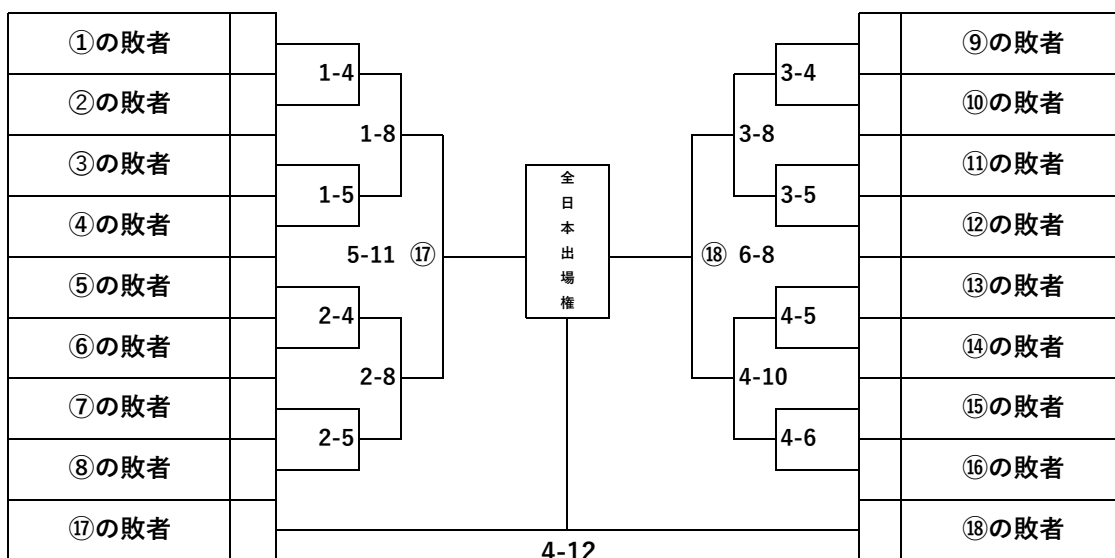 ①の敗者
②の敗者
③の敗者
④の敗者
⑤の敗者
⑥の敗者
⑦の敗者
⑧の敗者
⑰の敗者
1-4
1-8
1-5
5-11 ⑰
2-4
2-8
2-5
全日本出場権
4-12
3-4
3-8
3-5
⑱ 6-8
4-5
4-10
4-6
⑨の敗者
⑩の敗者
⑪の敗者
⑫の敗者
⑬の敗者
⑭の敗者
⑮の敗者
⑯の敗者
⑱の敗者